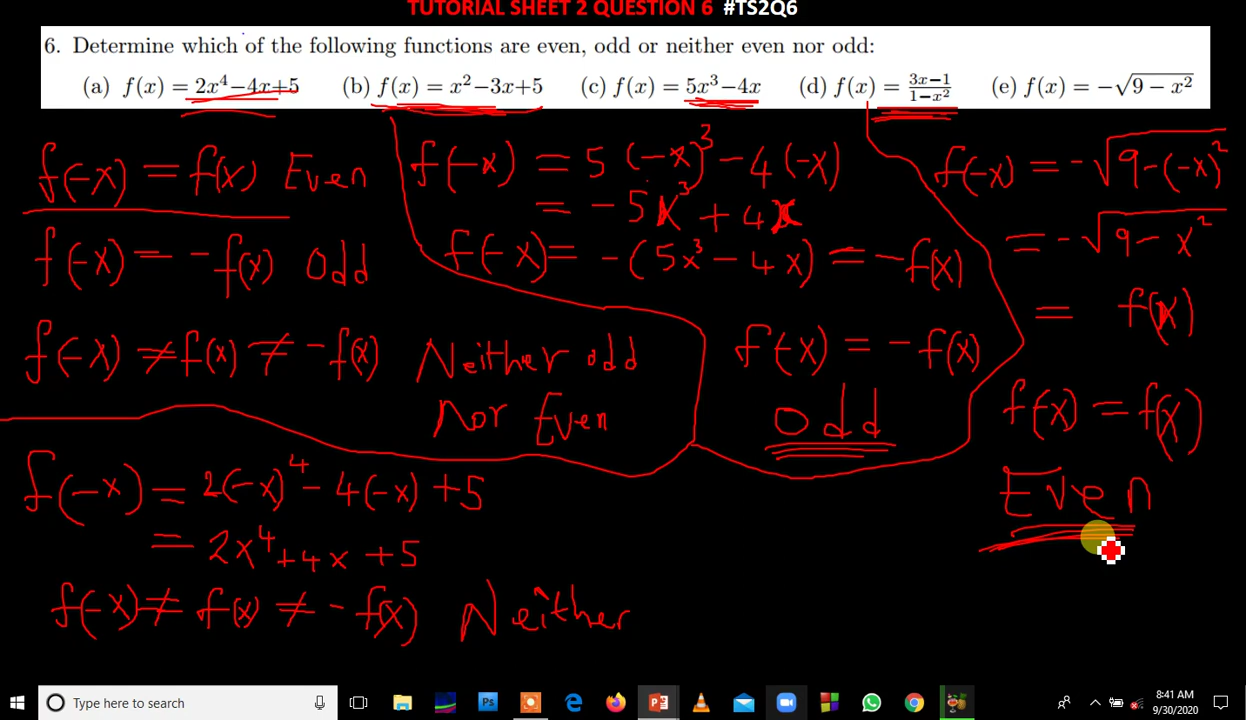 TUTORIAL SHEET 2 QUESTION 6 #TS2Q6
6. Determine which of the following functions are even, odd or neither even nor odd:
(a) f(x) = 2x⁴−4x+5 (b) f(x) = x²−3x+5 (c) f(x) = 5x³−4x (d) f(x) = (3x−1)/(1−x²) (e) f(x) = −√(9 − x²)
f(-x) = f(x) Even
f(-x) = -f(x) Odd
f(-x) ≠ f(x) ≠ -f(x) Neither odd
Nor Even
f(-x) = 2(-x)⁴ - 4(-x) + 5
= 2x⁴ + 4x + 5
f(-x) ≠ f(x) ≠ - f(x) Neither
f(-x) = 5(-x)³ - 4(-x)
= - 5x³ + 4x
f(-x) = -(5x³ - 4x) = -f(x)
f(-x) = -f(x)
Odd
f(-x) = -√(9-(-x)²)
= -√(9 - x²)
= f(x)
f(-x) = f(x)
Even
Type here to search
8:41 AM
9/30/2020